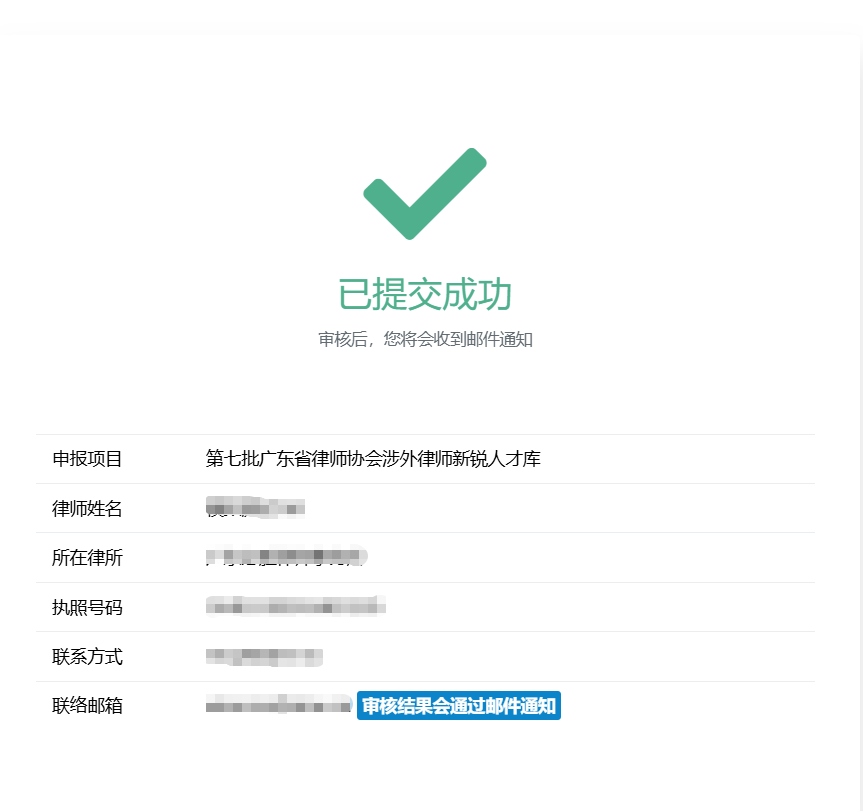 已提交成功
审核后，您将会收到邮件通知
申报项目 第七批广东省律师协会涉外律师新锐人才库
律师姓名
所在律所
执照号码
联系方式
联络邮箱 审核结果会通过邮件通知